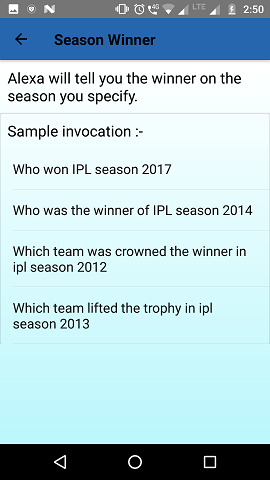 LTE 2:50
Season Winner
Alexa will tell you the winner on the
season you specify.
Sample invocation :-
Who won IPL season 2017
Who was the winner of IPL season 2014
Which team was crowned the winner in
ipl season 2012
Which team lifted the trophy in ipl
season 2013